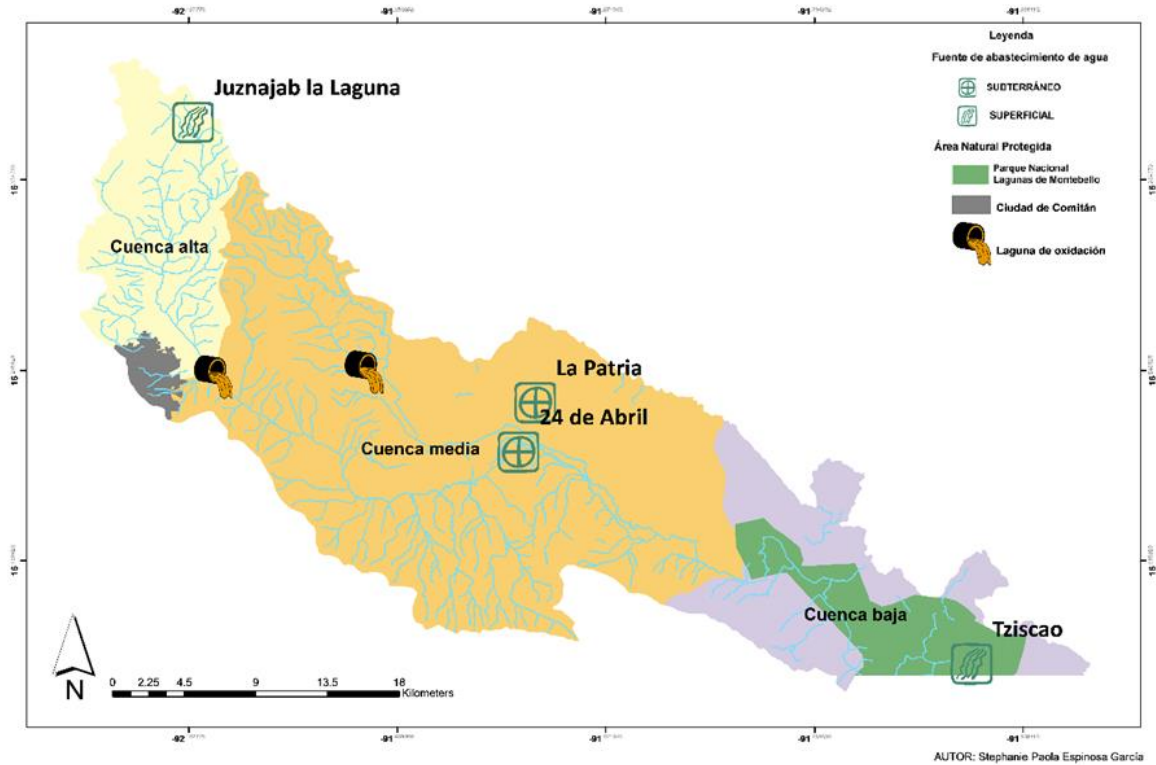 Leyenda
Fuente de abastecimiento de agua
SUBTERRÁNEO
SUPERFICIAL
Área Natural Protegida
Parque Nacional
Lagunas de Montebello
Ciudad de Comitán
Laguna de oxidación
Juznajab la Laguna
Cuenca alta
La Patria
24 de Abril
Cuenca media
Cuenca baja
Tziscao
N
0 2.25 4.5 9 13.5 18
Kilometers
AUTOR: Stephanie Paola Espinosa García